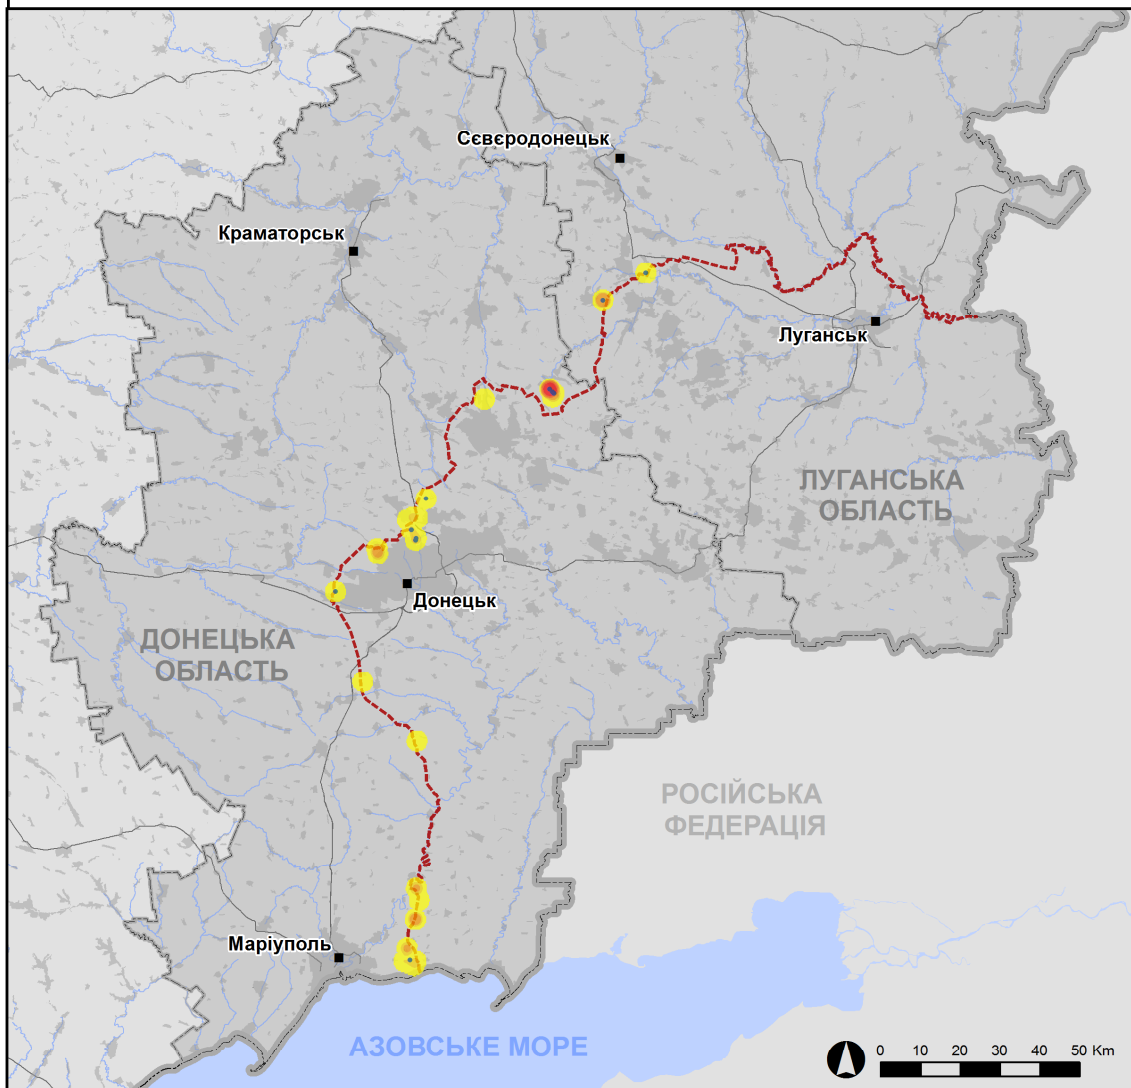 Сєвєродонецьк
Краматорськ
Луганськ
ЛУГАНСЬКА
ОБЛАСТЬ
Донецьк
ДОНЕЦЬКА
ОБЛАСТЬ
РОСІЙСЬКА
ФЕДЕРАЦІЯ
Маріуполь
АЗОВСЬКЕ МОРЕ
0 10 20 30 40 50 Km